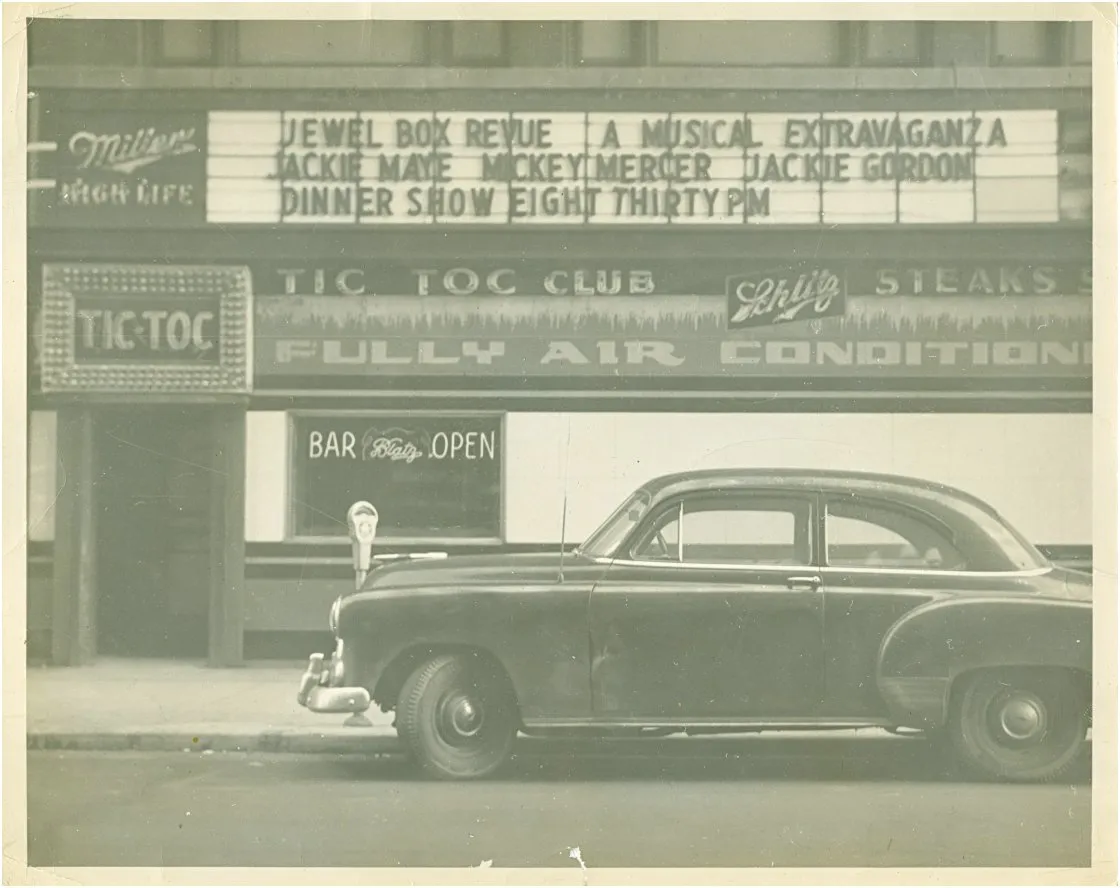 Miller
HIGH LIFE
JEWEL BOX REVUE A MUSICAL EXTRAVAGANZA
JACKIE MAYE MICKEY MERCER JACKIE GORDON
DINNER SHOW EIGHT THIRTY PM
TIC TOC CLUB Schlitz STEAKS S
TIC-TOC
FULLY AIR CONDITION
BAR Blatz OPEN